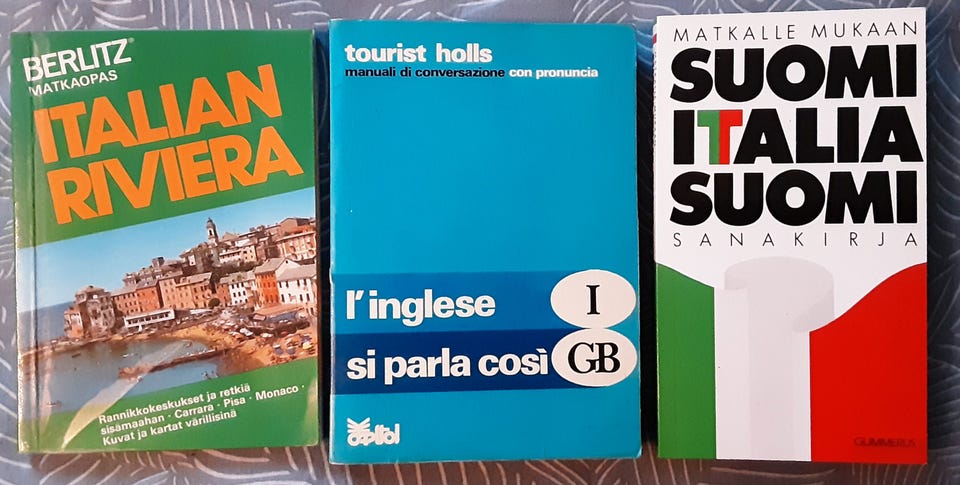 BERLITZ®
MATKAOPAS
ITALIAN
RIVIERA
Rannikkokeskukset ja retkiä
sisämaahan · Carrara · Pisa · Monaco ·
Kuvat ja kartat värillisinä
tourist holls
manuali di conversazione con pronuncia
l'inglese I
si parla così GB
capitol
MATKALLE MUKAAN
SUOMI
ITALIA
SUOMI
SANAKIRJA
GUMMERUS